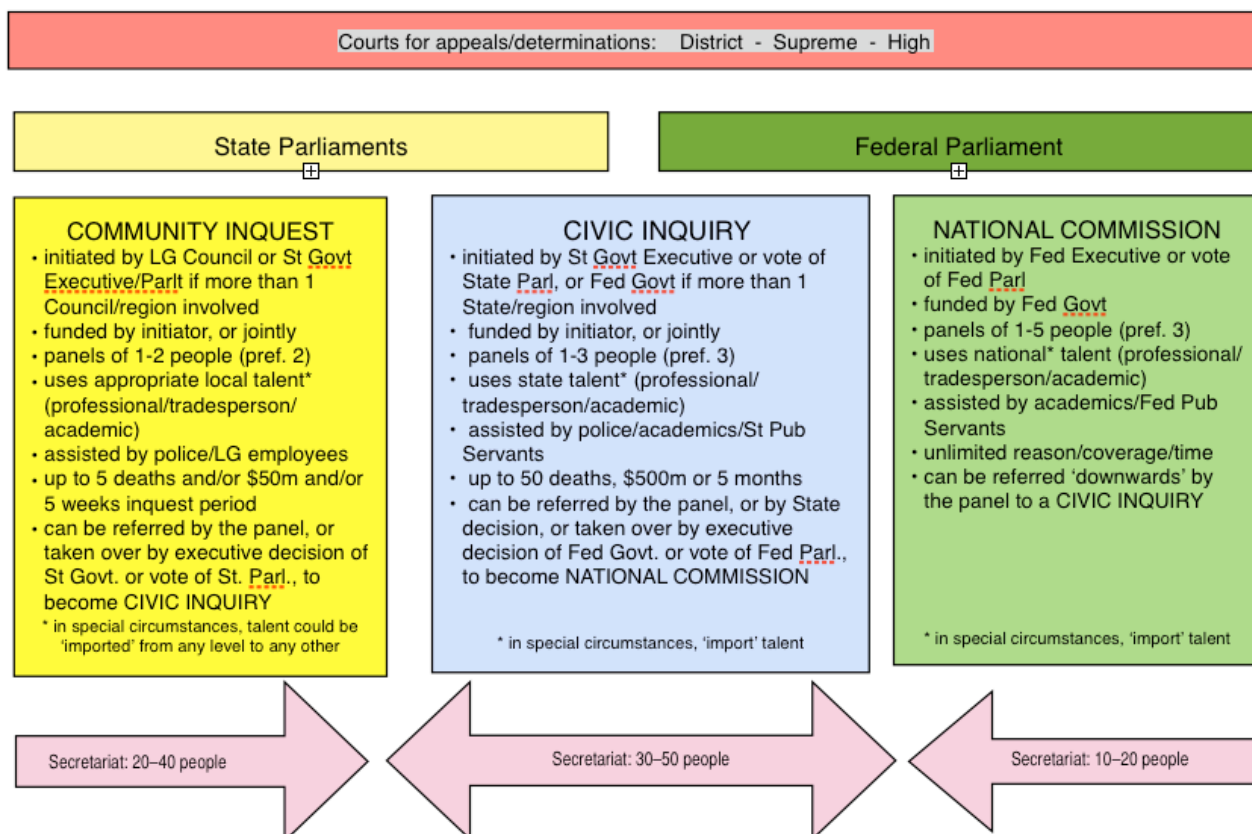 Courts for appeals/determinations: District - Supreme - High
State Parliaments
Federal Parliament
COMMUNITY INQUEST
• initiated by LG Council or St Govt
Executive/Parlt if more than 1
Council/region involved
• funded by initiator, or jointly
• panels of 1-2 people (pref. 2)
• uses appropriate local talent*
(professional/tradesperson/
academic)
• assisted by police/LG employees
• up to 5 deaths and/or $50m and/or
5 weeks inquest period
• can be referred by the panel, or
taken over by executive decision of
St Govt. or vote of St. Parl., to
become CIVIC INQUIRY
* in special circumstances, talent could be
‘imported’ from any level to any other
CIVIC INQUIRY
• initiated by St Govt Executive or vote of
State Parl, or Fed Govt if more than 1
State/region involved
• funded by initiator, or jointly
• panels of 1-3 people (pref. 3)
• uses state talent* (professional/
tradesperson/academic)
• assisted by police/academics/St Pub
Servants
• up to 50 deaths, $500m or 5 months
• can be referred by the panel, or by State
decision, or taken over by executive
decision of Fed Govt. or vote of Fed Parl.,
to become NATIONAL COMMISSION
* in special circumstances, ‘import’ talent
NATIONAL COMMISSION
• initiated by Fed Executive or vote
of Fed Parl
• funded by Fed Govt
• panels of 1-5 people (pref. 3)
• uses national* talent (professional/
tradesperson/academic)
• assisted by academics/Fed Pub
Servants
• unlimited reason/coverage/time
• can be referred ‘downwards’ by
the panel to a CIVIC INQUIRY
* in special circumstances, ‘import’ talent
Secretariat: 20–40 people
Secretariat: 30–50 people
Secretariat: 10–20 people